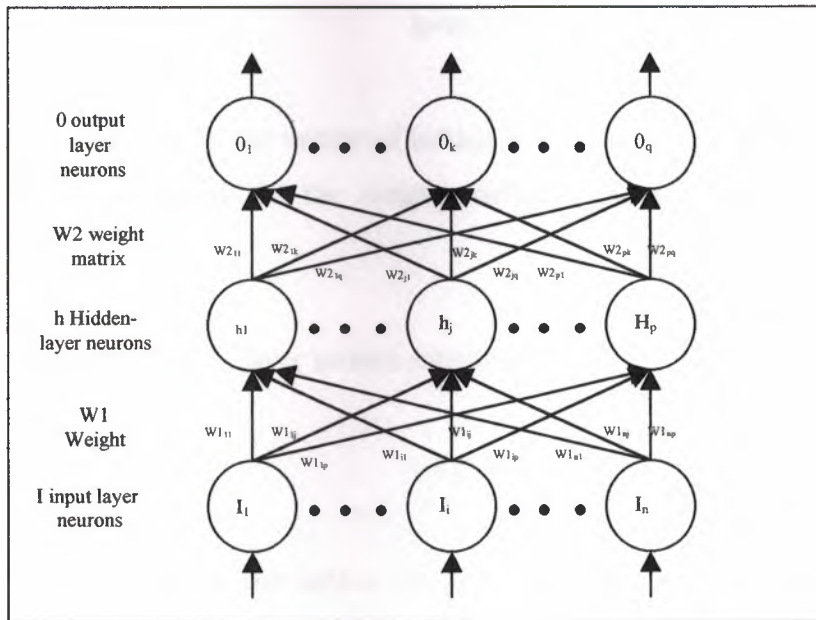 0 output
layer
neurons
0₁ 0ₖ 0q
W2 weight
matrix
W2₁₁ W2₁ₖ W2₁q W2ⱼ₁ W2ⱼₖ W2ⱼq W2ₚ₁ W2ₚₖ W2ₚq
h Hidden-
layer neurons
h1 hⱼ Hₚ
W1
Weight
W1₁₁ W1₁ⱼ W1₁ₚ W1ᵢ₁ W1ᵢⱼ W1ᵢₚ W1ₙ₁ W1ₙⱼ W1ₙₚ
I input layer
neurons
I₁ Iᵢ Iₙ